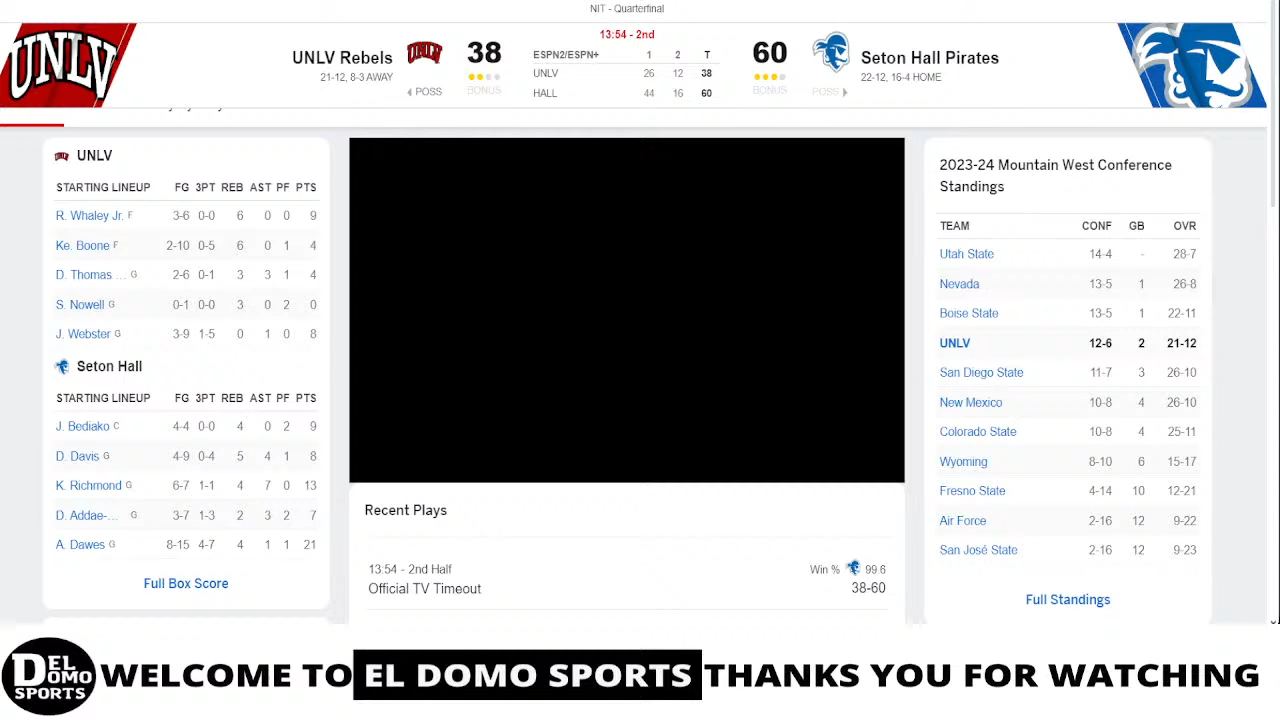 NIT - Quarterfinal
UNLV
UNLV Rebels
21-12, 8-3 AWAY
UNLV
38
BONUS
POSS
13:54 - 2nd
ESPN2/ESPN+ 1 2 T
UNLV 26 12 38
HALL 44 16 60
60
BONUS
POSS
Seton Hall Pirates
22-12, 16-4 HOME
UNLV
STARTING LINEUP FG 3PT REB AST PF PTS
R. Whaley Jr. F 3-6 0-0 6 0 0 9
Ke. Boone F 2-10 0-5 6 0 1 4
D. Thomas ... G 2-6 0-1 3 3 1 4
S. Nowell G 0-1 0-0 3 0 2 0
J. Webster G 3-9 1-5 0 1 0 8
Seton Hall
STARTING LINEUP FG 3PT REB AST PF PTS
J. Bediako C 4-4 0-0 4 0 2 9
D. Davis G 4-9 0-4 5 4 1 8
K. Richmond G 6-7 1-1 4 7 0 13
D. Addae-... G 3-7 1-3 2 3 2 7
A. Dawes G 8-15 4-7 4 1 1 21
Full Box Score
Recent Plays
13:54 - 2nd Half
Official TV Timeout
Win % 99.6
38-60
2023-24 Mountain West Conference
Standings
TEAM CONF GB OVR
Utah State 14-4 - 28-7
Nevada 13-5 1 26-8
Boise State 13-5 1 22-11
UNLV 12-6 2 21-12
San Diego State 11-7 3 26-10
New Mexico 10-8 4 26-10
Colorado State 10-8 4 25-11
Wyoming 8-10 6 15-17
Fresno State 4-14 10 12-21
Air Force 2-16 12 9-22
San José State 2-16 12 9-23
Full Standings
DEL DOMO SPORTS
WELCOME TO EL DOMO SPORTS THANKS YOU FOR WATCHING